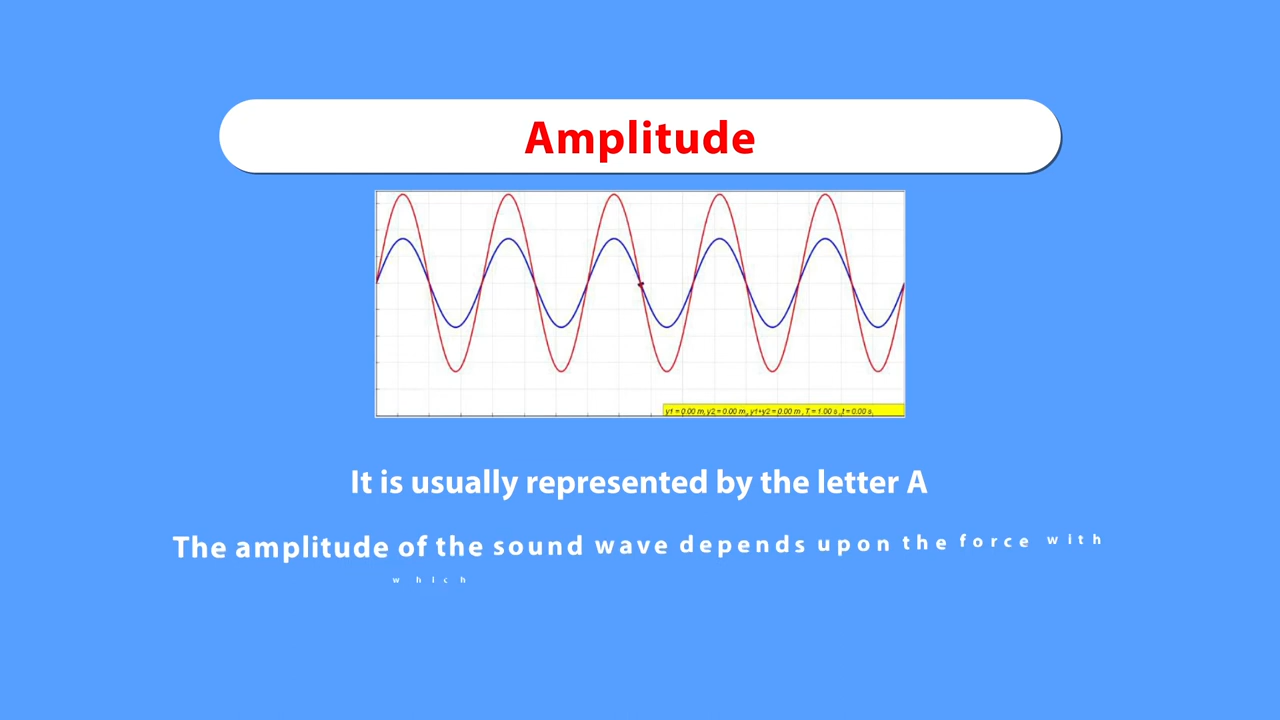 Amplitude
y1 = 0.00 m, y2 = 0.00 m, y1+y2 = 0.00 m, T = 1.00 s, t = 0.00 s,
It is usually represented by the letter A
The amplitude of the sound wave depends upon the force with
which